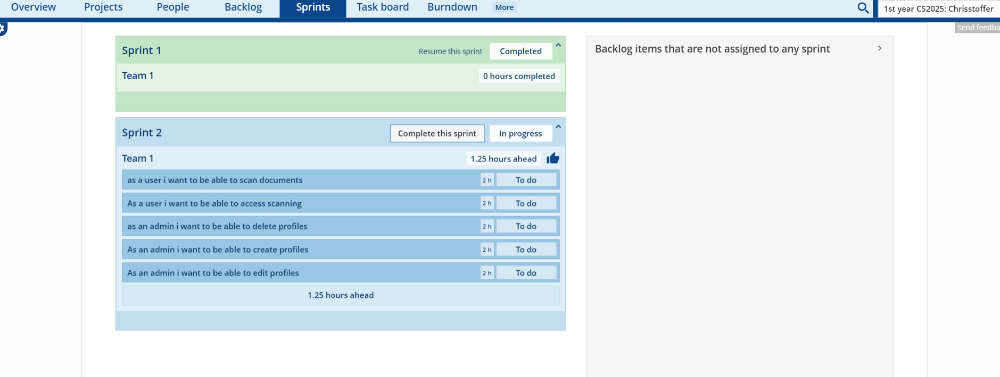 Overview Projects People Backlog Sprints Task board Burndown More 1st year CS2025: Chrisstoffer
Send feedba
Sprint 1 Resume this sprint Completed
Team 1 0 hours completed
Sprint 2 Complete this sprint In progress
Team 1 1.25 hours ahead
as a user i want to be able to scan documents 2 h To do
As a user i want to be able to access scanning 2 h To do
as an admin i want to be able to delete profiles 2 h To do
As an admin i want to be able to create profiles 2 h To do
As an admin i want to be able to edit profiles 2 h To do
1.25 hours ahead
Backlog items that are not assigned to any sprint